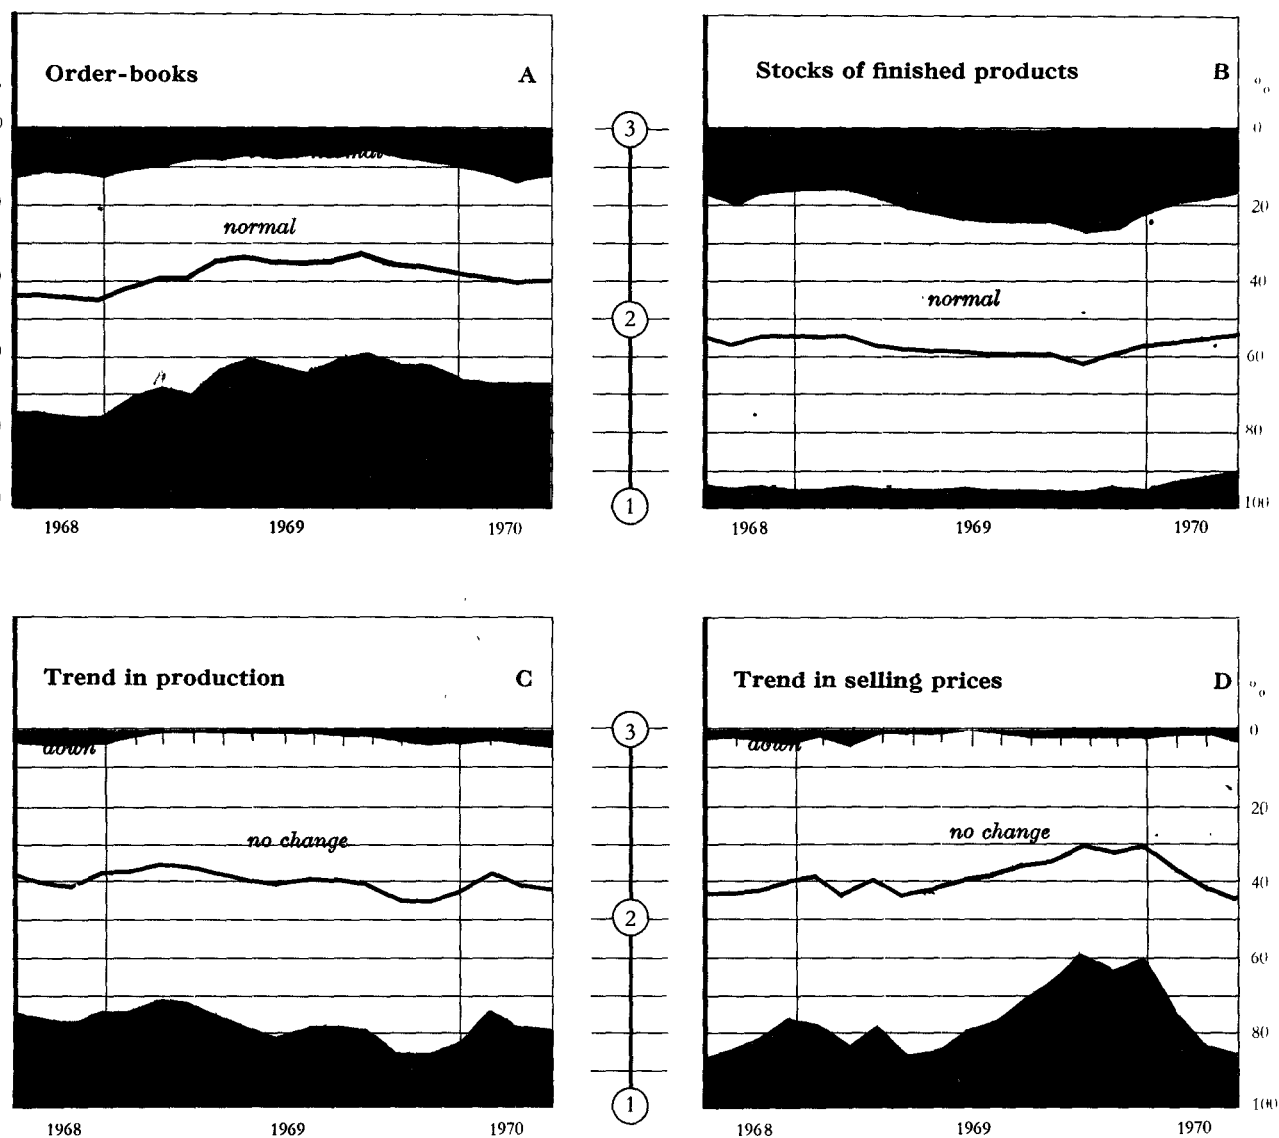 Order-books A
Stocks of finished products B
%
0
normal
normal
20
40
60
80
100
3
2
1
1968 1969 1970
1968 1969 1970
Trend in production C
Trend in selling prices D
%
0
down
down
no change
no change
20
40
60
80
100
3
2
1
1968 1969 1970
1968 1969 1970